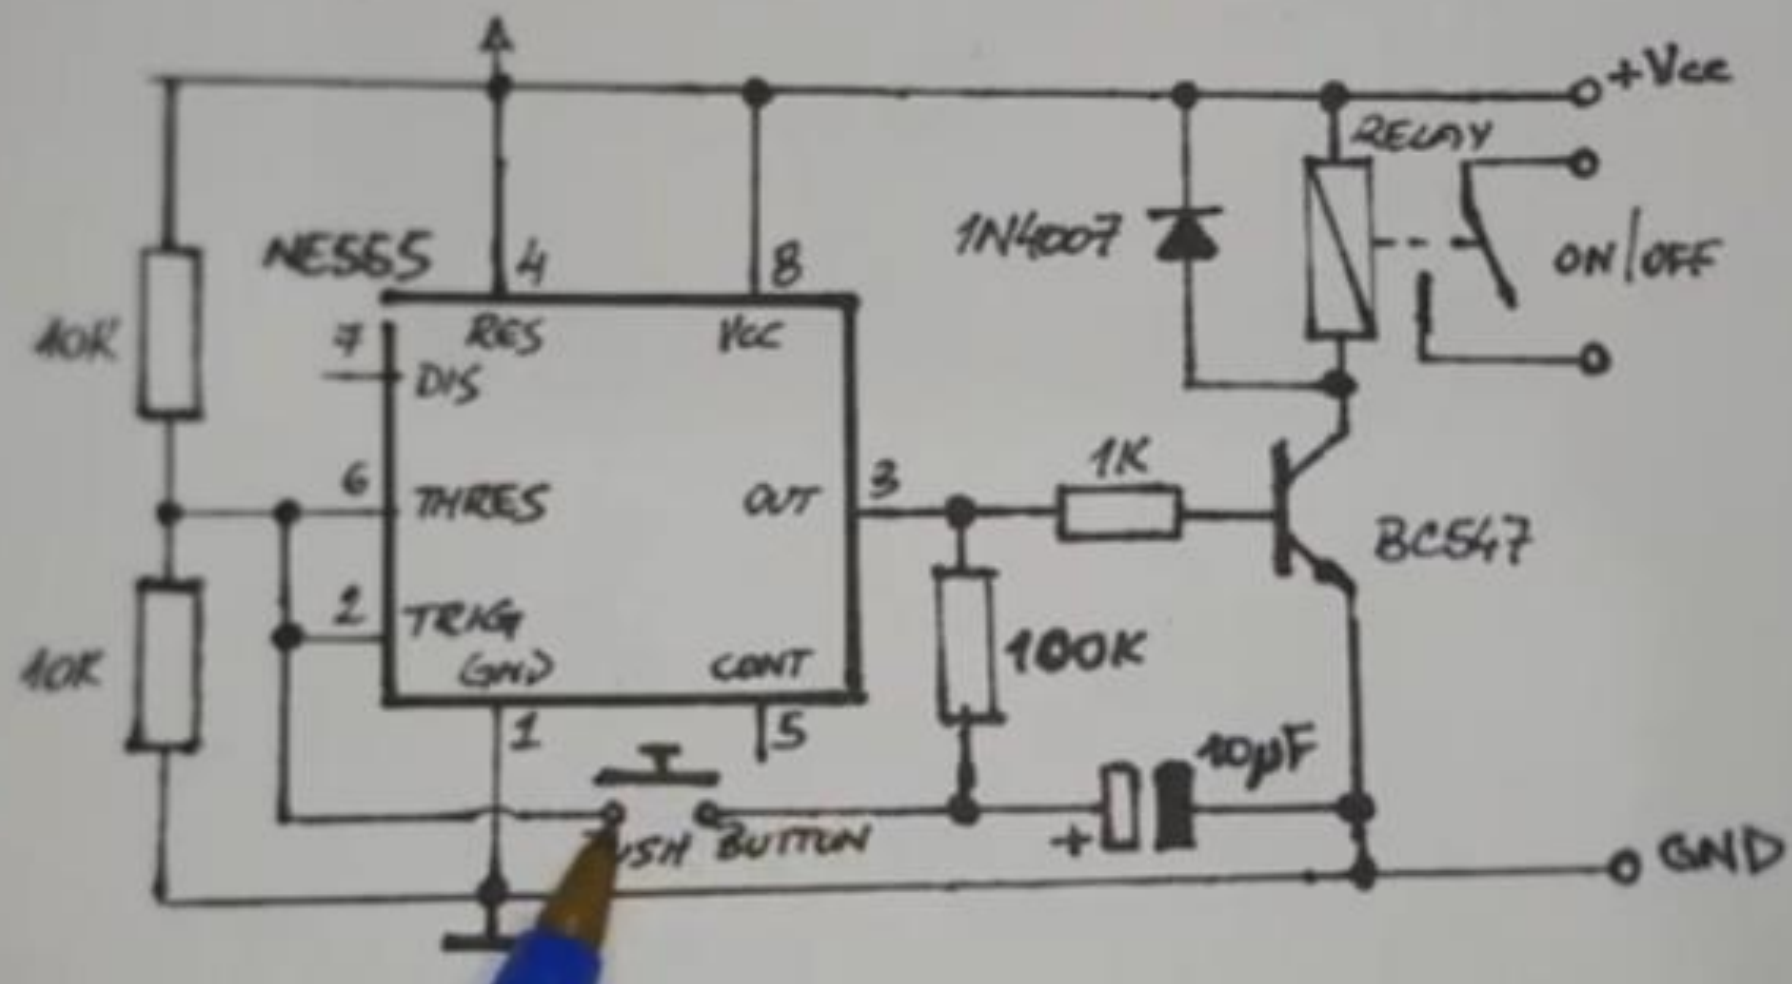 +Vcc
RELAY
NE555
4
8
1N4007
ON/OFF
10K
7
RES
VCC
DIS
6
THRES
OUT
3
1K
BC547
2
TRIG
GND
CONT
10K
100K
1
5
10µF
+
BUTTON
GND